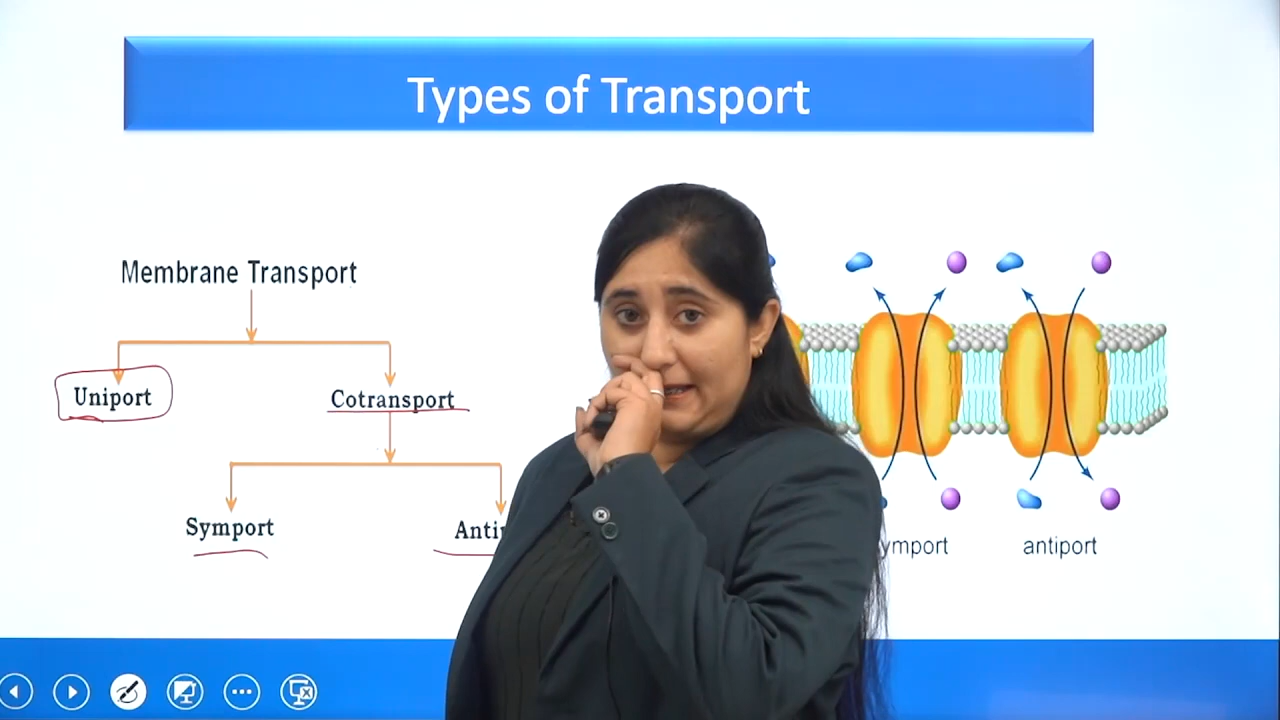 Types of Transport
Membrane Transport
Uniport
Cotransport
Symport
antiport